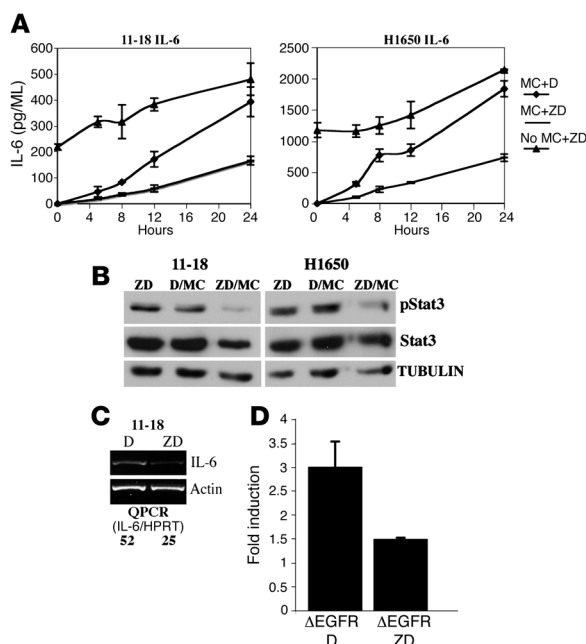 A
11-18 IL-6
H1650 IL-6
IL-6 (pg/ML)
600
500
400
300
200
100
0
0 4 8 12 16 20 24
Hours
2500
2000
1500
1000
500
0
0 4 8 12 16 20 24
Hours
MC+D
MC+ZD
No MC+ZD
B
11-18 H1650
ZD D/MC ZD/MC ZD D/MC ZD/MC
pStat3
Stat3
TUBULIN
C
11-18
D ZD
IL-6
Actin
QPCR
(IL-6/HPRT)
52 25
D
Fold induction
4
3.5
3
2.5
2
1.5
1
0.5
0
ΔEGFR ΔEGFR
D ZD